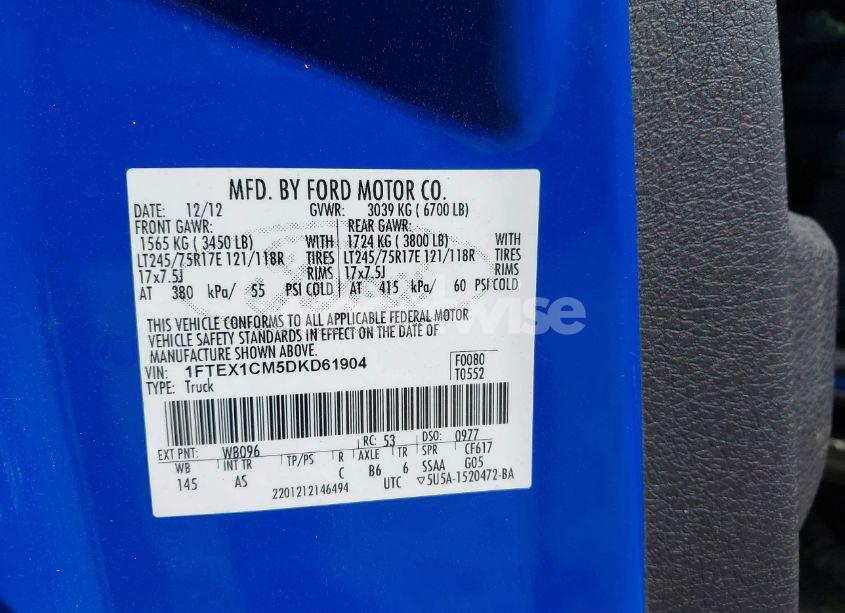 MFD. BY FORD MOTOR CO.
DATE: 12/12 GVWR: 3039 KG ( 6700 LB)
FRONT GAWR: REAR GAWR:
1565 KG ( 3450 LB) WITH 1724 KG ( 3800 LB) WITH
LT245/75R17E 121/118R TIRES LT245/75R17E 121/118R TIRES
17x7.5J RIMS 17x7.5J RIMS
AT 380 kPa/ 55 PSI COLD AT 415 kPa/ 60 PSI COLD
THIS VEHICLE CONFORMS TO ALL APPLICABLE FEDERAL MOTOR
VEHICLE SAFETY STANDARDS IN EFFECT ON THE DATE OF
MANUFACTURE SHOWN ABOVE.
VIN: 1FTEX1CM5DKD61904 F0080
TYPE: Truck T0552
EXT PNT: WB096 RC: 53 DSO: 0977
WB INT TR TP/PS R AXLE TR SPR CF617
145 AS C B6 6 SSAA G05
2201212146494 UTC ▽5U5A-1520472-BA